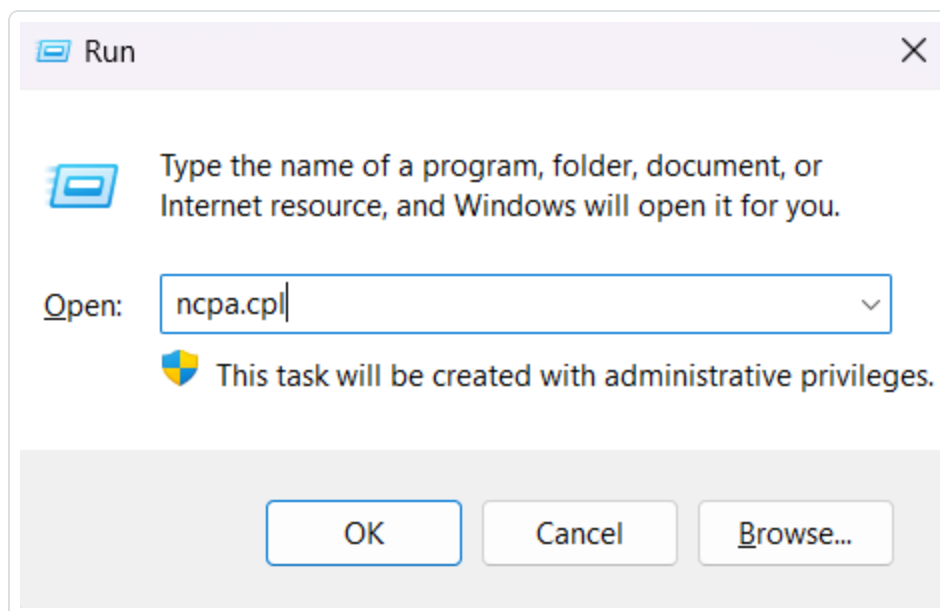 Run
Type the name of a program, folder, document, or
Internet resource, and Windows will open it for you.
Open: ncpa.cpl
This task will be created with administrative privileges.
OK Cancel Browse...